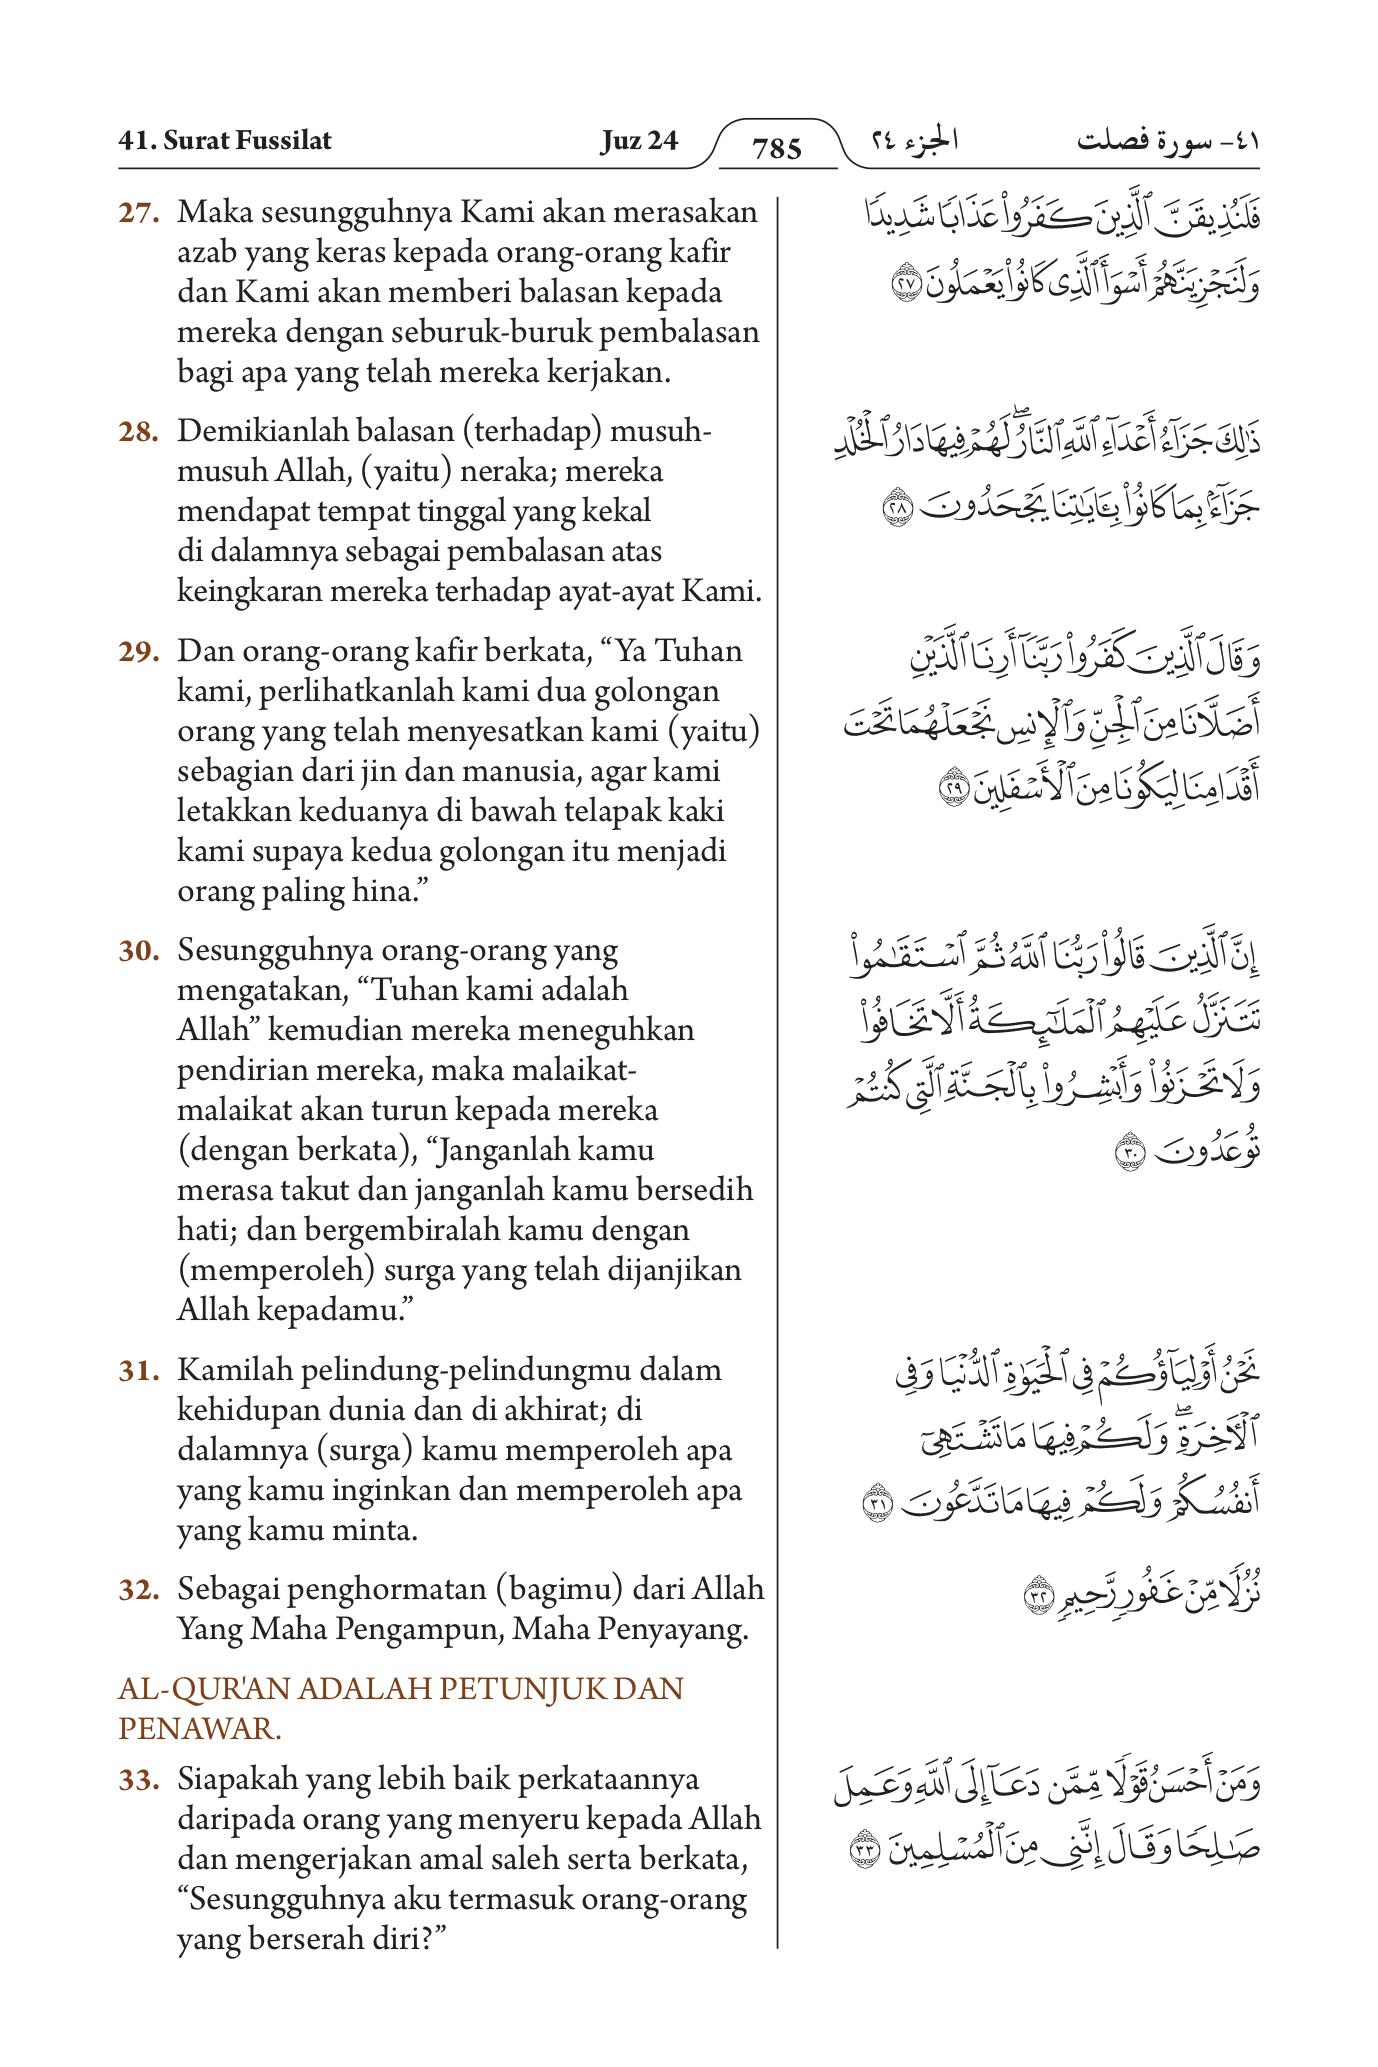 41. Surat Fussilat Juz 24 785 الجزء ٢٤ ٤١- سورة فصلت
27. Maka sesungguhnya Kami akan merasakan
azab yang keras kepada orang-orang kafir
dan Kami akan memberi balasan kepada
mereka dengan seburuk-buruk pembalasan
bagi apa yang telah mereka kerjakan.
فَلَنُذِيقَنَّ ٱلَّذِينَ كَفَرُوا۟ عَذَابًا شَدِيدًا
وَلَنَجْزِيَنَّهُمْ أَسْوَأَ ٱلَّذِى كَانُوا۟ يَعْمَلُونَ ٢٧
28. Demikianlah balasan (terhadap) musuh-
musuh Allah, (yaitu) neraka; mereka
mendapat tempat tinggal yang kekal
di dalamnya sebagai pembalasan atas
keingkaran mereka terhadap ayat-ayat Kami.
ذَٰلِكَ جَزَآءُ أَعْدَآءِ ٱللَّهِ ٱلنَّارُ ۖ لَهُمْ فِيهَا دَارُ ٱلْخُلْدِ
جَزَآءًۢ بِمَا كَانُوا۟ بِـَٔايَٰتِنَا يَجْحَدُونَ ٢٨
29. Dan orang-orang kafir berkata, “Ya Tuhan
kami, perlihatkanlah kami dua golongan
orang yang telah menyesatkan kami (yaitu)
sebagian dari jin dan manusia, agar kami
letakkan keduanya di bawah telapak kaki
kami supaya kedua golongan itu menjadi
orang paling hina.”
وَقَالَ ٱلَّذِينَ كَفَرُوا۟ رَبَّنَآ أَرِنَا ٱلَّذَيْنِ
أَضَلَّانَا مِنَ ٱلْجِنِّ وَٱلْإِنسِ نَجْعَلْهُمَا تَحْتَ
أَقْدَامِنَا لِيَكُونَا مِنَ ٱلْأَسْفَلِينَ ٢٩
30. Sesungguhnya orang-orang yang
mengatakan, “Tuhan kami adalah
Allah” kemudian mereka meneguhkan
pendirian mereka, maka malaikat-
malaikat akan turun kepada mereka
(dengan berkata), “Janganlah kamu
merasa takut dan janganlah kamu bersedih
hati; dan bergembiralah kamu dengan
(memperoleh) surga yang telah dijanjikan
Allah kepadamu.”
إِنَّ ٱلَّذِينَ قَالُوا۟ رَبُّنَا ٱللَّهُ ثُمَّ ٱسْتَقَٰمُوا۟
تَتَنَزَّلُ عَلَيْهِمُ ٱلْمَلَٰٓئِكَةُ أَلَّا تَخَافُوا۟
وَلَا تَحْزَنُوا۟ وَأَبْشِرُوا۟ بِٱلْجَنَّةِ ٱلَّتِى كُنتُمْ
تُوعَدُونَ ٣٠
31. Kamilah pelindung-pelindungmu dalam
kehidupan dunia dan di akhirat; di
dalamnya (surga) kamu memperoleh apa
yang kamu inginkan dan memperoleh apa
yang kamu minta.
نَحْنُ أَوْلِيَآؤُكُمْ فِى ٱلْحَيَوٰةِ ٱلدُّنْيَا وَفِى
ٱلْـَٔاخِرَةِ ۖ وَلَكُمْ فِيهَا مَا تَشْتَهِىٓ
أَنفُسُكُمْ وَلَكُمْ فِيهَا مَا تَدَّعُونَ ٣١
32. Sebagai penghormatan (bagimu) dari Allah
Yang Maha Pengampun, Maha Penyayang.
نُزُلًا مِّنْ غَفُورٍ رَّحِيمٍ ٣٢
AL-QUR'AN ADALAH PETUNJUK DAN
PENAWAR.
33. Siapakah yang lebih baik perkataannya
daripada orang yang menyeru kepada Allah
dan mengerjakan amal saleh serta berkata,
“Sesungguhnya aku termasuk orang-orang
yang berserah diri?”
وَمَنْ أَحْسَنُ قَوْلًا مِّمَّن دَعَآ إِلَى ٱللَّهِ وَعَمِلَ
صَٰلِحًا وَقَالَ إِنَّنِى مِنَ ٱلْمُسْلِمِينَ ٣٣